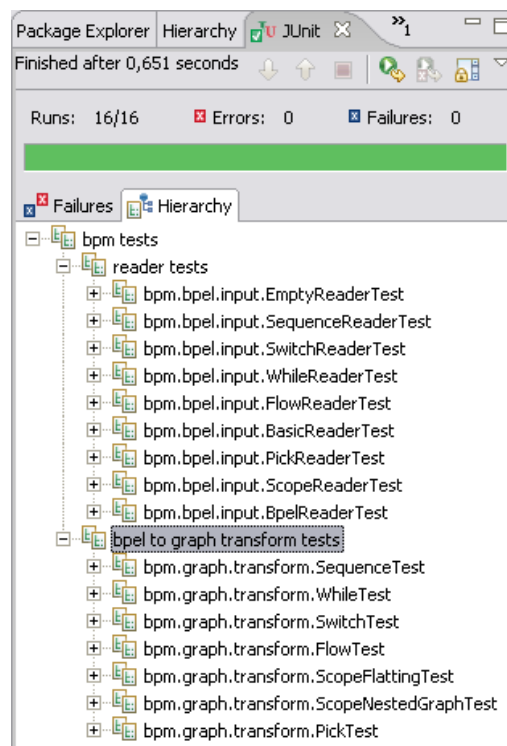 Package Explorer Hierarchy JUnit »1
Finished after 0,651 seconds
Runs: 16/16 Errors: 0 Failures: 0
Failures Hierarchy
bpm tests
reader tests
bpm.bpel.input.EmptyReaderTest
bpm.bpel.input.SequenceReaderTest
bpm.bpel.input.SwitchReaderTest
bpm.bpel.input.WhileReaderTest
bpm.bpel.input.FlowReaderTest
bpm.bpel.input.BasicReaderTest
bpm.bpel.input.PickReaderTest
bpm.bpel.input.ScopeReaderTest
bpm.bpel.input.BpelReaderTest
bpel to graph transform tests
bpm.graph.transform.SequenceTest
bpm.graph.transform.WhileTest
bpm.graph.transform.SwitchTest
bpm.graph.transform.FlowTest
bpm.graph.transform.ScopeFlattingTest
bpm.graph.transform.ScopeNestedGraphTest
bpm.graph.transform.PickTest